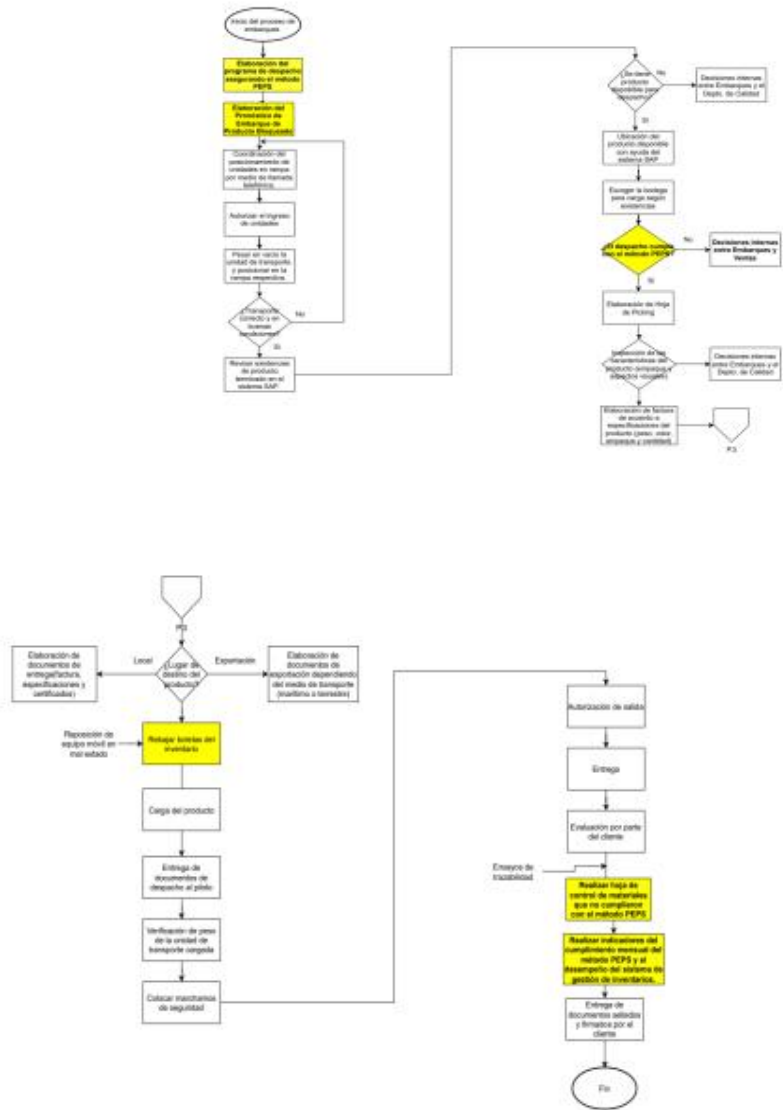 Inicio del proceso de
embarques
Elaboración del
programa de despacho
asegurando el método
PEPS
Elaboración del
Pronóstico de
Embarque de
Producto Bloqueado
Coordinación del
posicionamiento de
unidades en rampa
por medio de llamada
telefónica.
Autorizar el ingreso
de unidades
Pesar en vacío la
unidad de transporte
y posicionar en la
rampa respectiva.
¿Transporte
correcto y en
buenas
condiciones?
No
Si
Revisar existencias
de producto
terminado en el
sistema SAP
¿Se tiene
producto
disponible para
despacho?
No
Decisiones internas
entre Embarques y el
Depto. de Calidad
Si
Ubicación del
producto disponible
con ayuda del
sistema SAP
Escoger la bodega
para carga según
existencias
¿El despacho cumple
con el método PEPS?
No
Decisiones internas
entre Embarques y
Ventas
Si
Elaboración de Hoja
de Picking
Inspección de las
características del
producto (empaque y
aspectos visuales)
Decisiones internas
entre Embarques y el
Depto. de Calidad
Elaboración de factura
de acuerdo a
especificaciones del
producto (peso, color,
empaque y cantidad)
Elaboración de
documentos de
entrega(factura,
especificaciones y
certificados)
Local
¿Lugar de
destino del
producto?
Exportación
Elaboración de
documentos de
exportación dependiendo
del medio de transporte
(marítimo o terrestre)
Reposición de
equipo móvil en
mal estado
Rebajar tarimas del
inventario
Carga del producto
Entrega de
documentos de
despacho al piloto
Verificación de peso
de la unidad de
transporte cargada
Colocar marchamos
de seguridad
Autorización de salida
Entrega
Evaluación por parte
del cliente
Ensayos de
trazabilidad
Realizar hoja de
control de materiales
que no cumplieron
con el método PEPS
Realizar indicadores del
cumplimiento mensual del
método PEPS y el
desempeño del sistema de
gestión de inventarios.
Entrega de
documentos sellados
y firmados por el
cliente
Fin